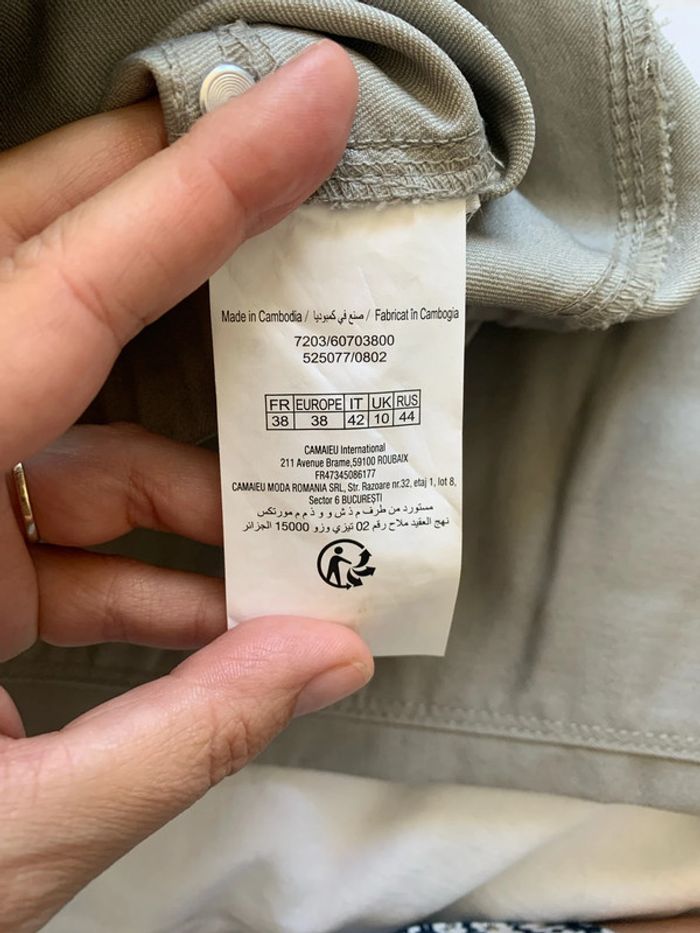 Made in Cambodia / صنع في كمبوديا / Fabricat în Cambogia
7203/60703800
525077/0802
FR EUROPE IT UK RUS
38 38 42 10 44
CAMAIEU International
211 Avenue Brame,59100 ROUBAIX
FR47345086177
CAMAIEU MODA ROMANIA SRL, Str. Razoare nr.32, etaj 1, lot 8,
Sector 6 BUCUREȘTI
مستورد من طرف م ذ ش و و ذ م م مورتكس
نهج العقيد ملاح رقم 02 تيزي وزو 15000 الجزائر